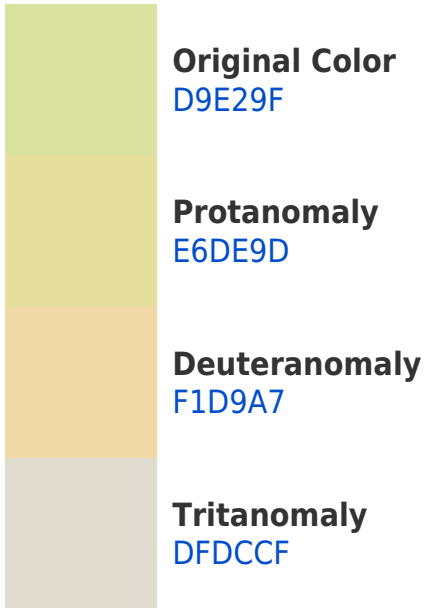 Original Color
D9E29F
Protanomaly
E6DE9D
Deuteranomaly
F1D9A7
Tritanomaly
DFDCCF